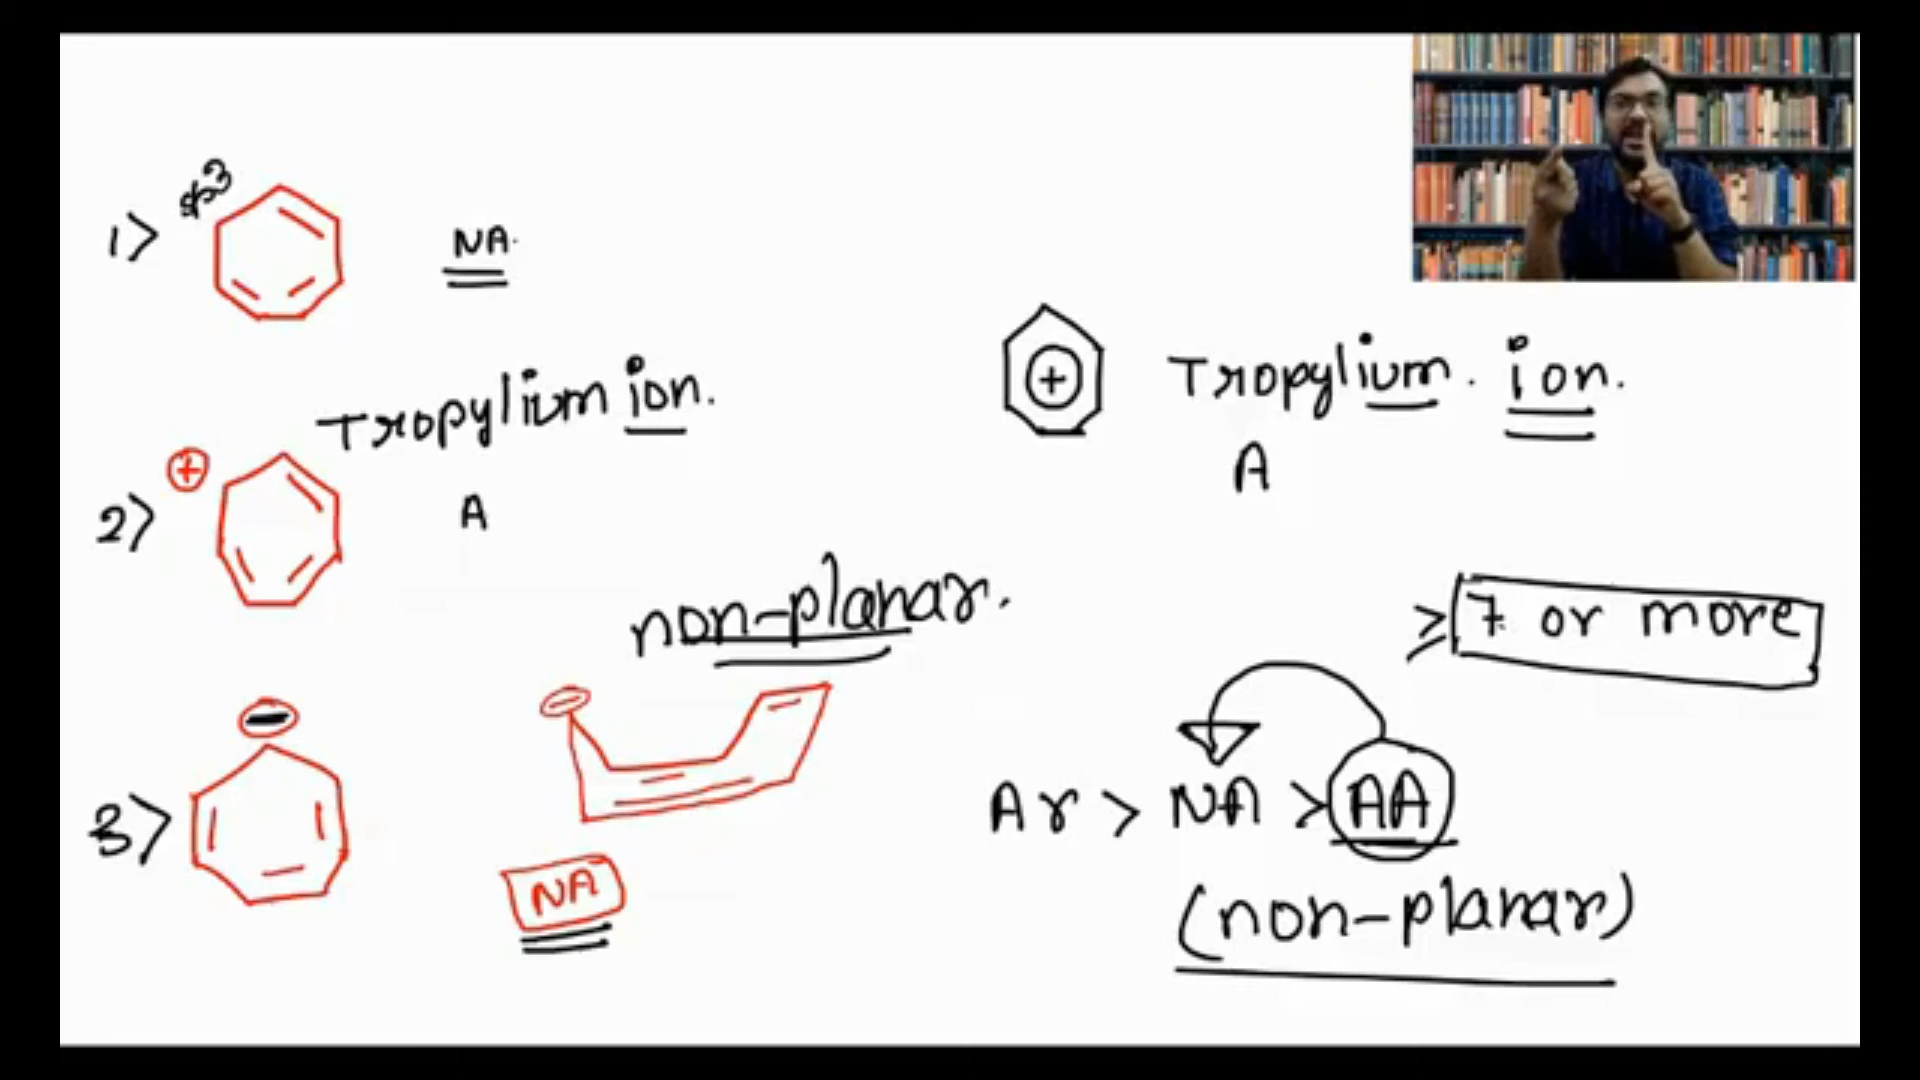 1> sp3
NA.
Tropylium ion.
+ Tropylium. ion.
A
2> +
A
non-planar.
≥ 7 or more
3> −
−
Ar > NA > AA
NA
(non-planar)